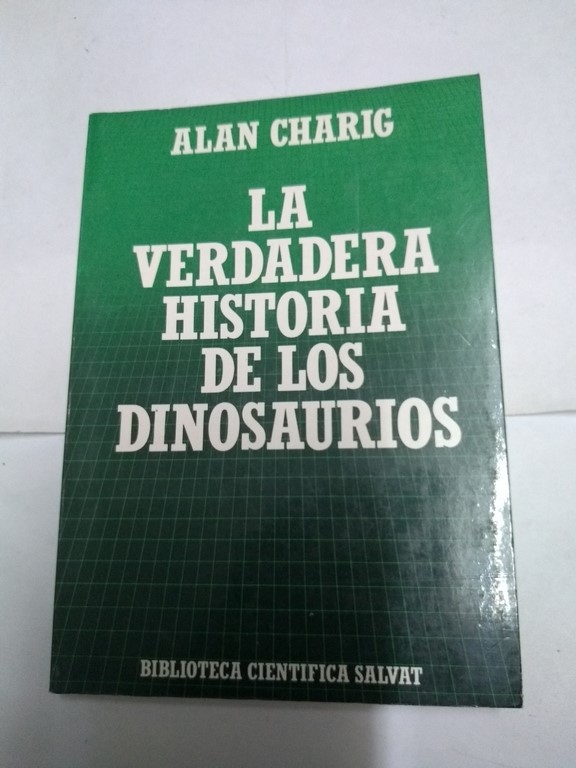 ALAN CHARIG
LA
VERDADERA
HISTORIA
DE LOS
DINOSAURIOS
BIBLIOTECA CIENTIFICA SALVAT